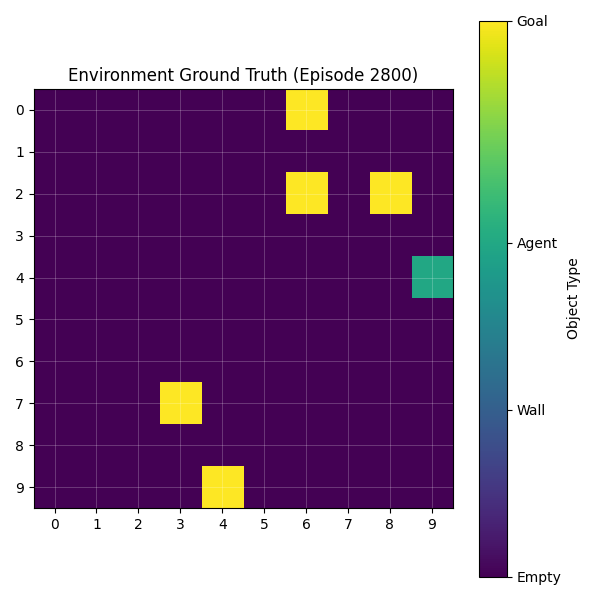 Environment Ground Truth (Episode 2800)
0
1
2
3
4
5
6
7
8
9
0 1 2 3 4 5 6 7 8 9
Goal
Agent
Wall
Empty
Object Type